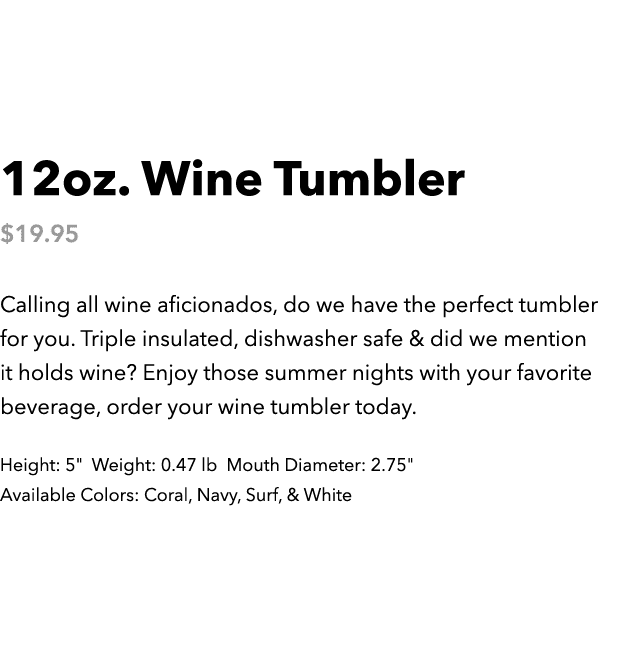 12oz. Wine Tumbler
$19.95
Calling all wine aficionados, do we have the perfect tumbler
for you. Triple insulated, dishwasher safe & did we mention
it holds wine? Enjoy those summer nights with your favorite
beverage, order your wine tumbler today.
Height: 5"  Weight: 0.47 lb  Mouth Diameter: 2.75"
Available Colors: Coral, Navy, Surf, & White